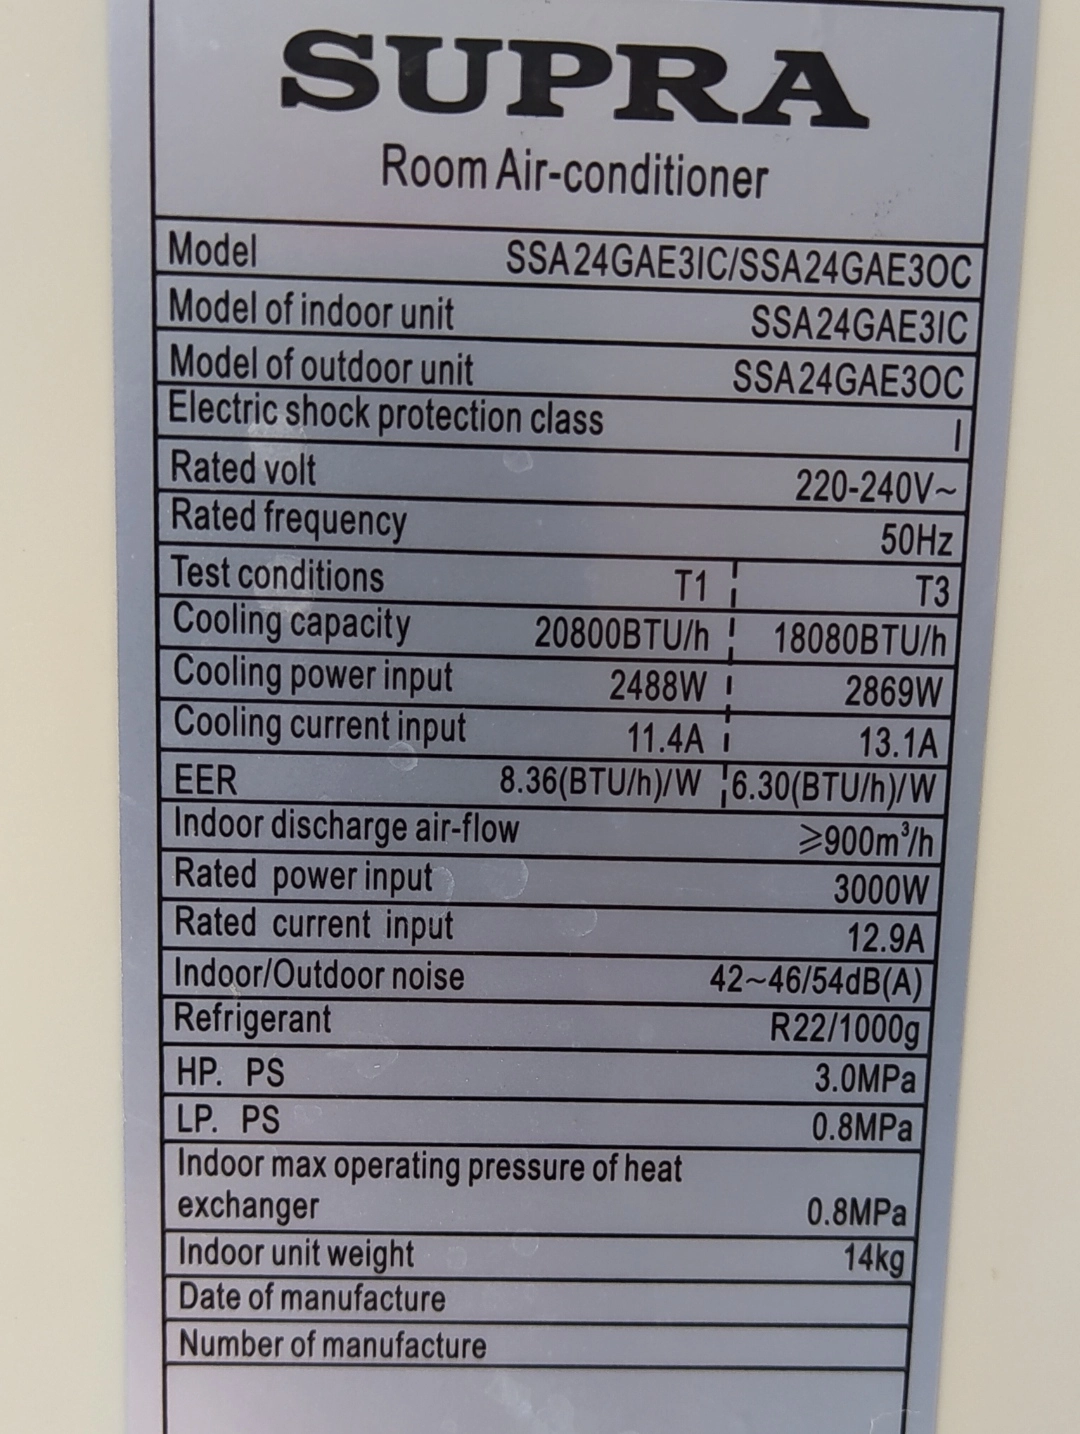 SUPRA
Room Air-conditioner
Model SSA24GAE3IC/SSA24GAE3OC
Model of indoor unit SSA24GAE3IC
Model of outdoor unit SSA24GAE3OC
Electric shock protection class I
Rated volt 220-240V~
Rated frequency 50Hz
Test conditions T1 T3
Cooling capacity 20800BTU/h 18080BTU/h
Cooling power input 2488W 2869W
Cooling current input 11.4A 13.1A
EER 8.36(BTU/h)/W 6.30(BTU/h)/W
Indoor discharge air-flow ⩾900m³/h
Rated power input 3000W
Rated current input 12.9A
Indoor/Outdoor noise 42~46/54dB(A)
Refrigerant R22/1000g
HP. PS 3.0MPa
LP. PS 0.8MPa
Indoor max operating pressure of heat
exchanger 0.8MPa
Indoor unit weight 14kg
Date of manufacture
Number of manufacture